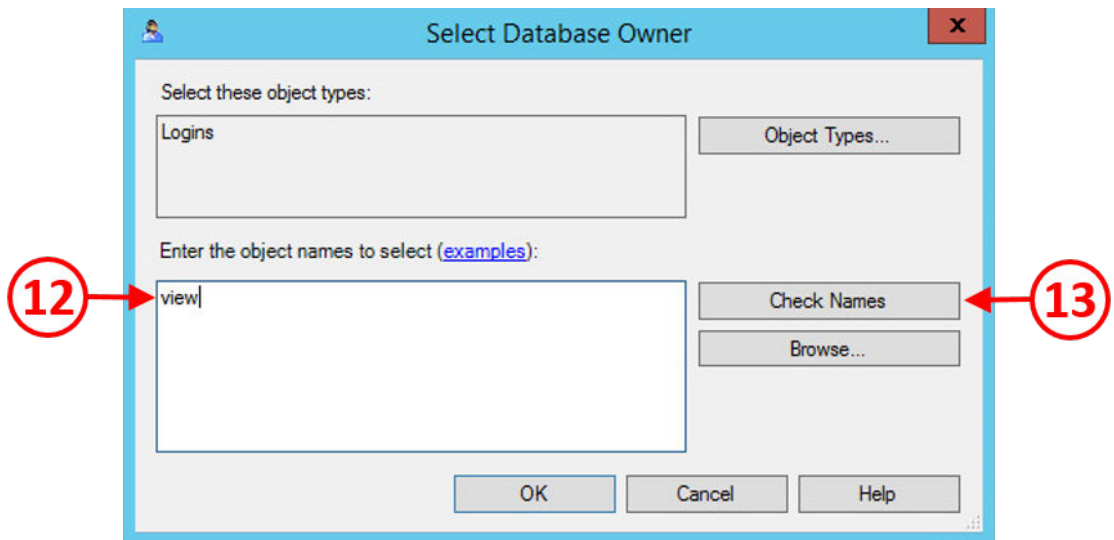 Select Database Owner
x
Select these object types:
Logins
Object Types...
Enter the object names to select (examples):
12
view
Check Names
13
Browse...
OK
Cancel
Help